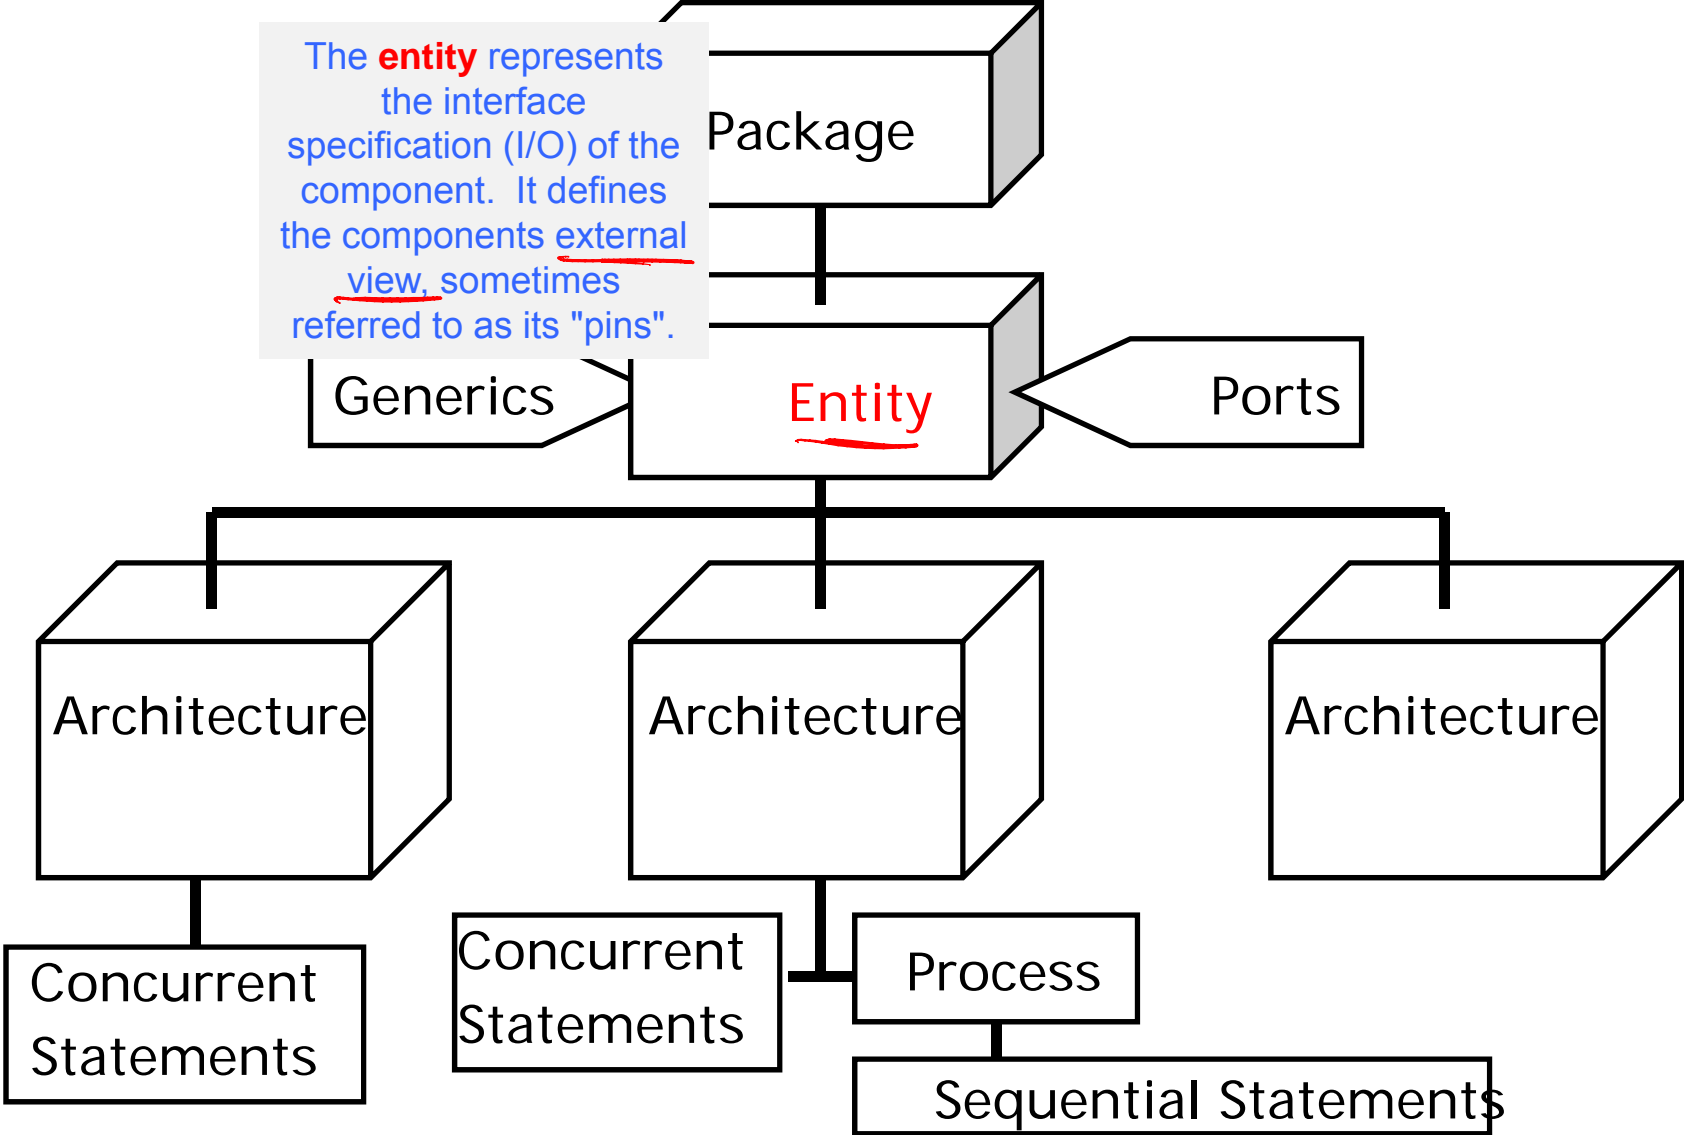 The entity represents
the interface
specification (I/O) of the
component.  It defines
the components external
view, sometimes
referred to as its "pins".
Package
Generics
Entity
Ports
Architecture
Architecture
Architecture
Concurrent
Statements
Concurrent
Statements
Process
Sequential Statements